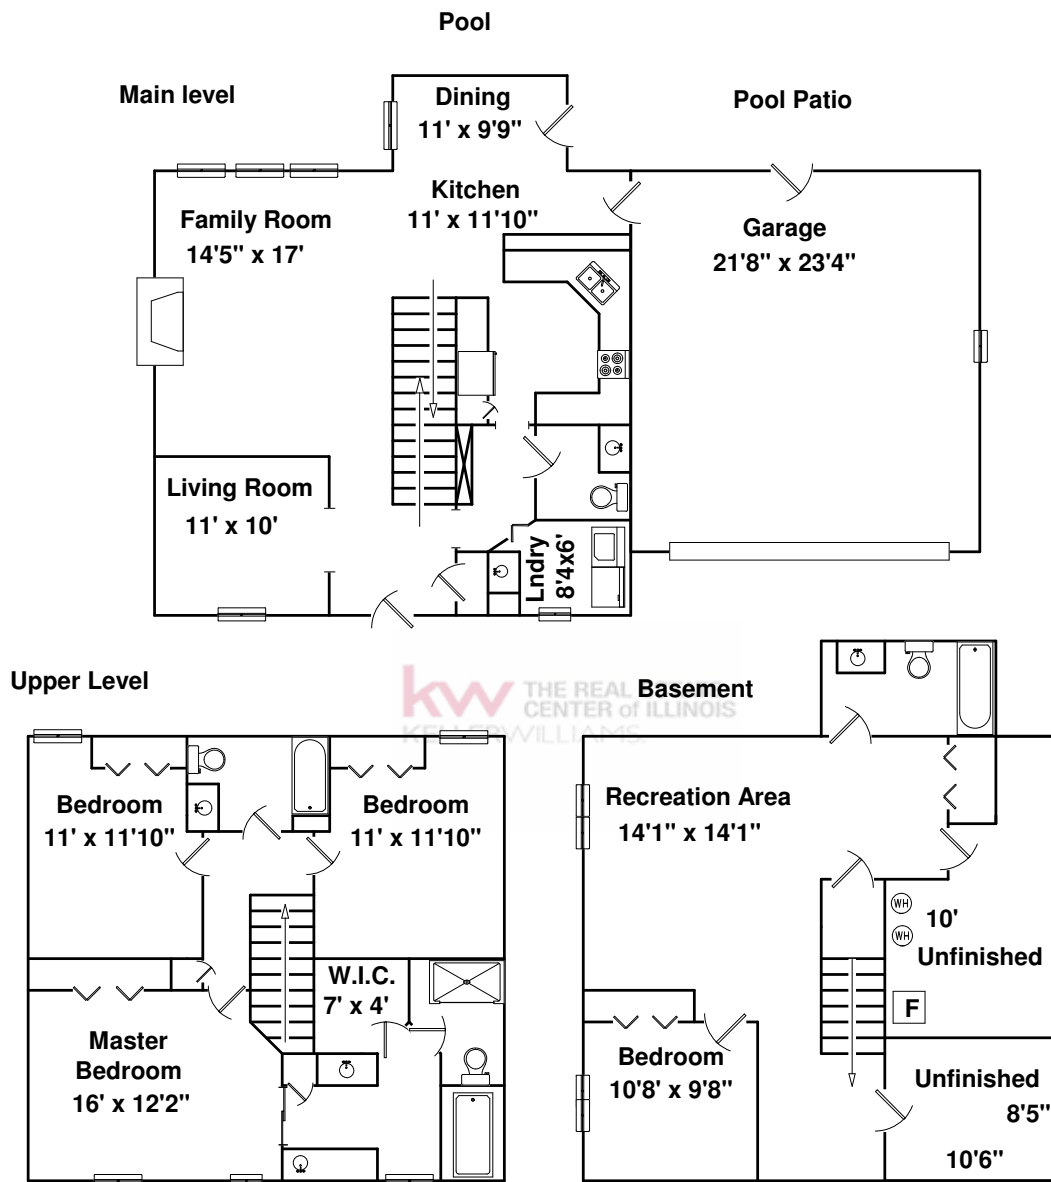 Pool
Main level
Dining
11' x 9'9"
Pool Patio
Kitchen
11' x 11'10"
Family Room
14'5" x 17'
Garage
21'8" x 23'4"
Living Room
11' x 10'
Lndry
8'4x6'
Upper Level
Basement
kw THE REAL ESTATE
CENTER of ILLINOIS
KELLERWILLIAMS.
Bedroom
11' x 11'10"
Bedroom
11' x 11'10"
Recreation Area
14'1" x 14'1"
WH
10'
WH
Unfinished
W.I.C.
7' x 4'
F
Master
Bedroom
16' x 12'2"
Bedroom
10'8' x 9'8"
Unfinished
8'5"
10'6"